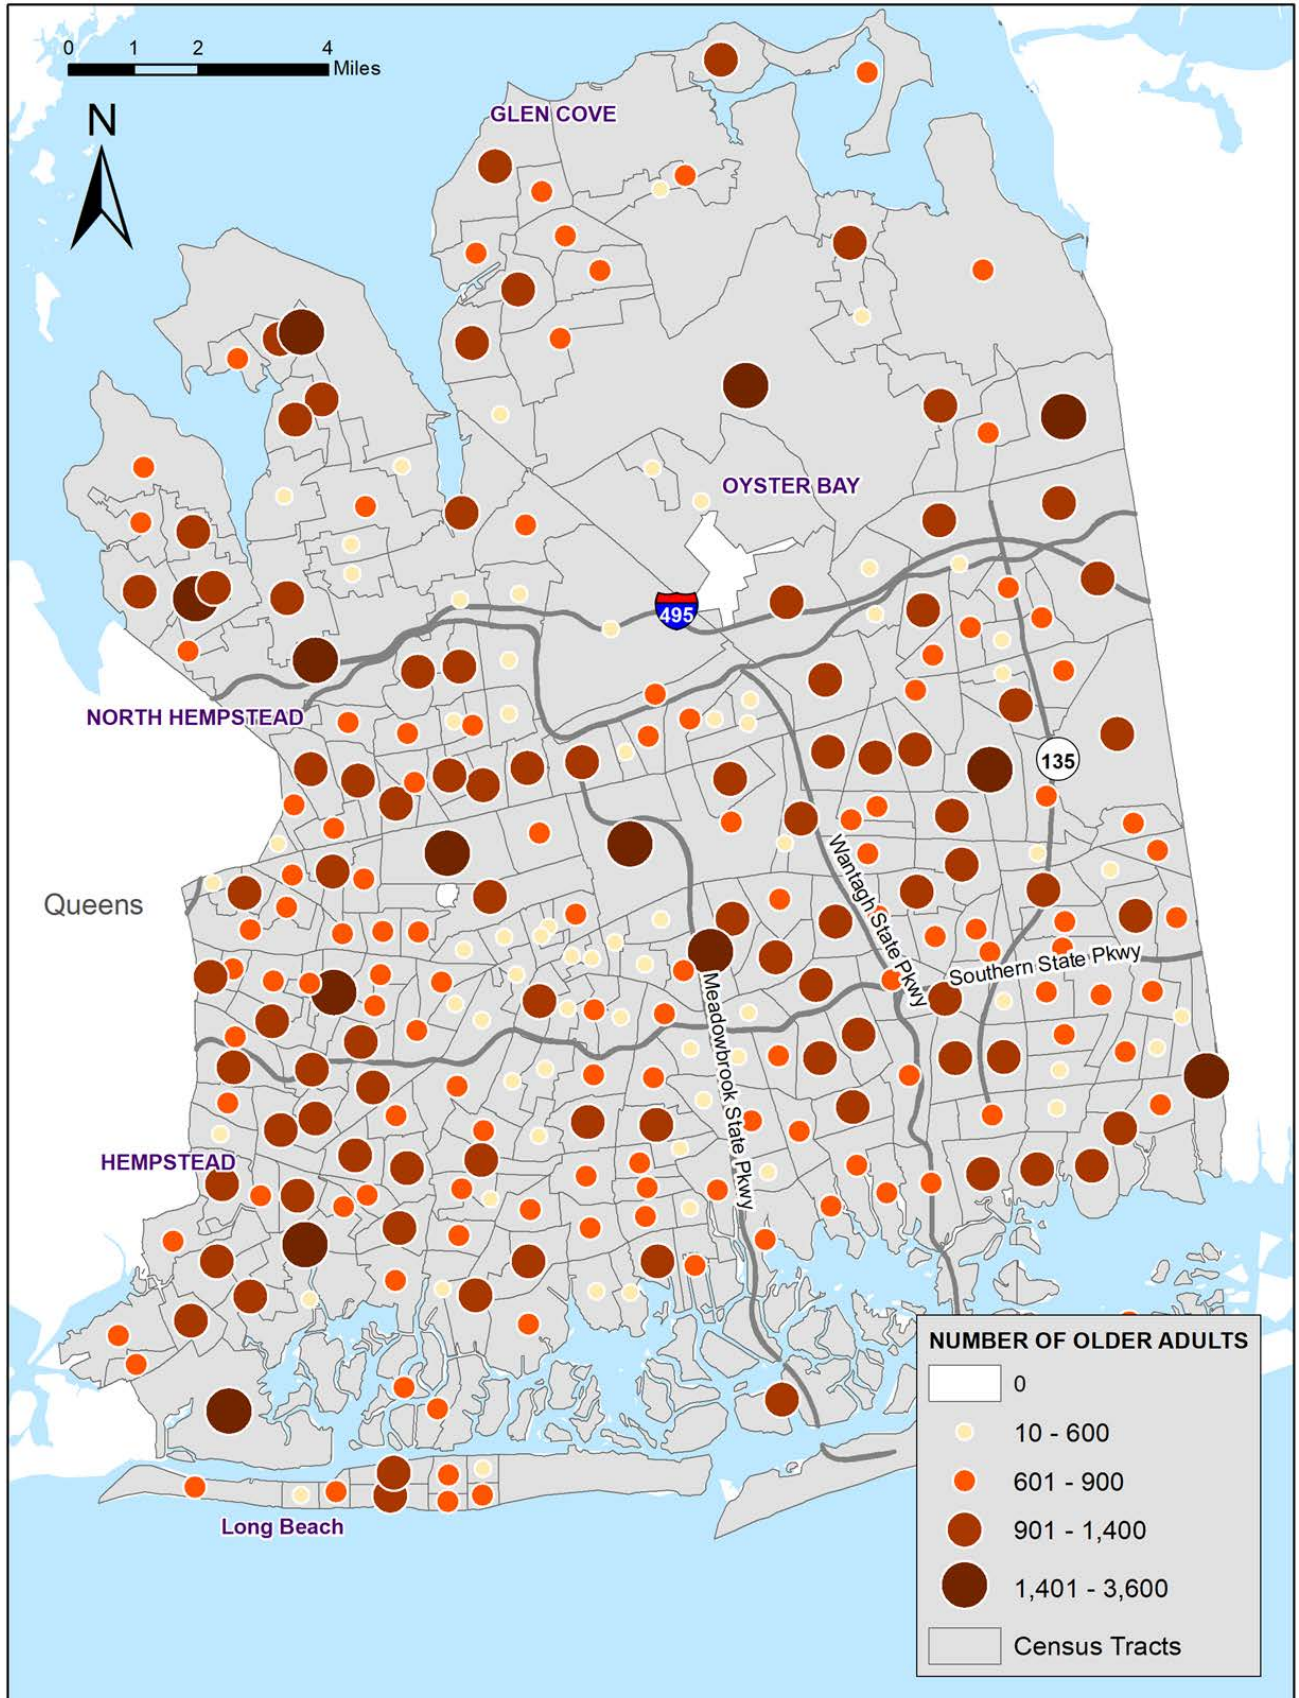 0 1 2 4
Miles
N
GLEN COVE
OYSTER BAY
495
NORTH HEMPSTEAD
135
Queens
Wantagh State Pkwy
Southern State Pkwy
Meadowbrook State Pkwy
HEMPSTEAD
Long Beach
NUMBER OF OLDER ADULTS
0
10 - 600
601 - 900
901 - 1,400
1,401 - 3,600
Census Tracts